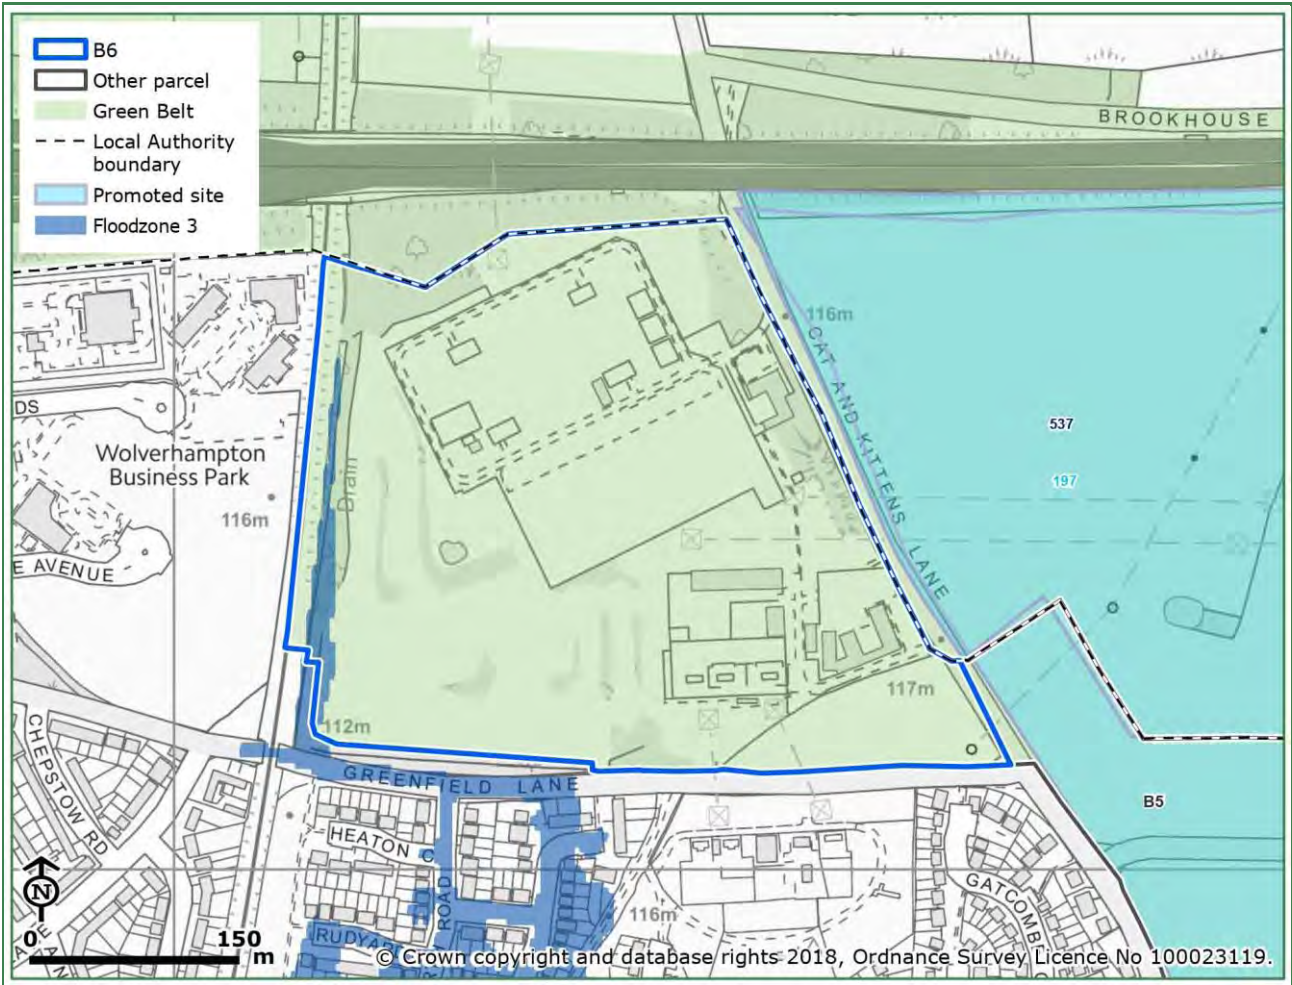 B6
Other parcel
Green Belt
Local Authority
boundary
Promoted site
Floodzone 3
BROOKHOUSE
116m
CAT AND KITTENS LANE
537
197
DS
Wolverhampton
Business Park
116m
Drain
E AVENUE
117m
112m
GREENFIELD LANE
B5
CHEPSTOW RD
HEATON C
ROAD
GATCOMB
116m
N
0 150
m
© Crown copyright and database rights 2018, Ordnance Survey Licence No 100023119.